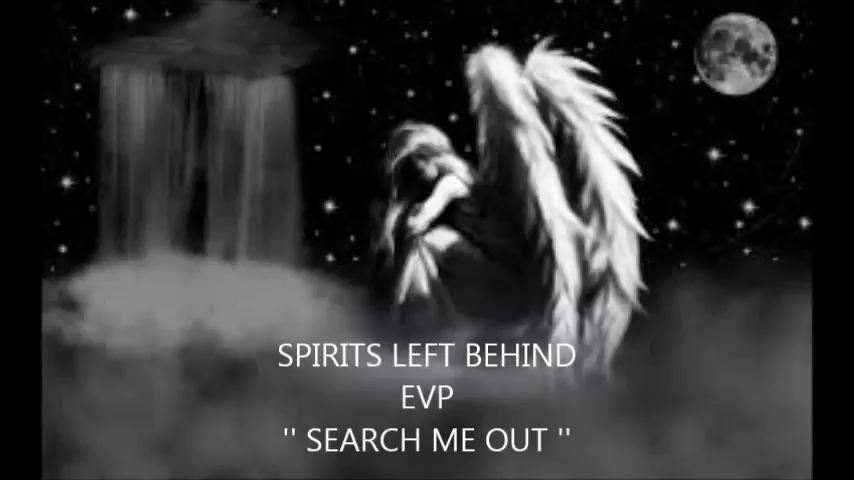 SPIRITS LEFT BEHIND
EVP
'' SEARCH ME OUT ''